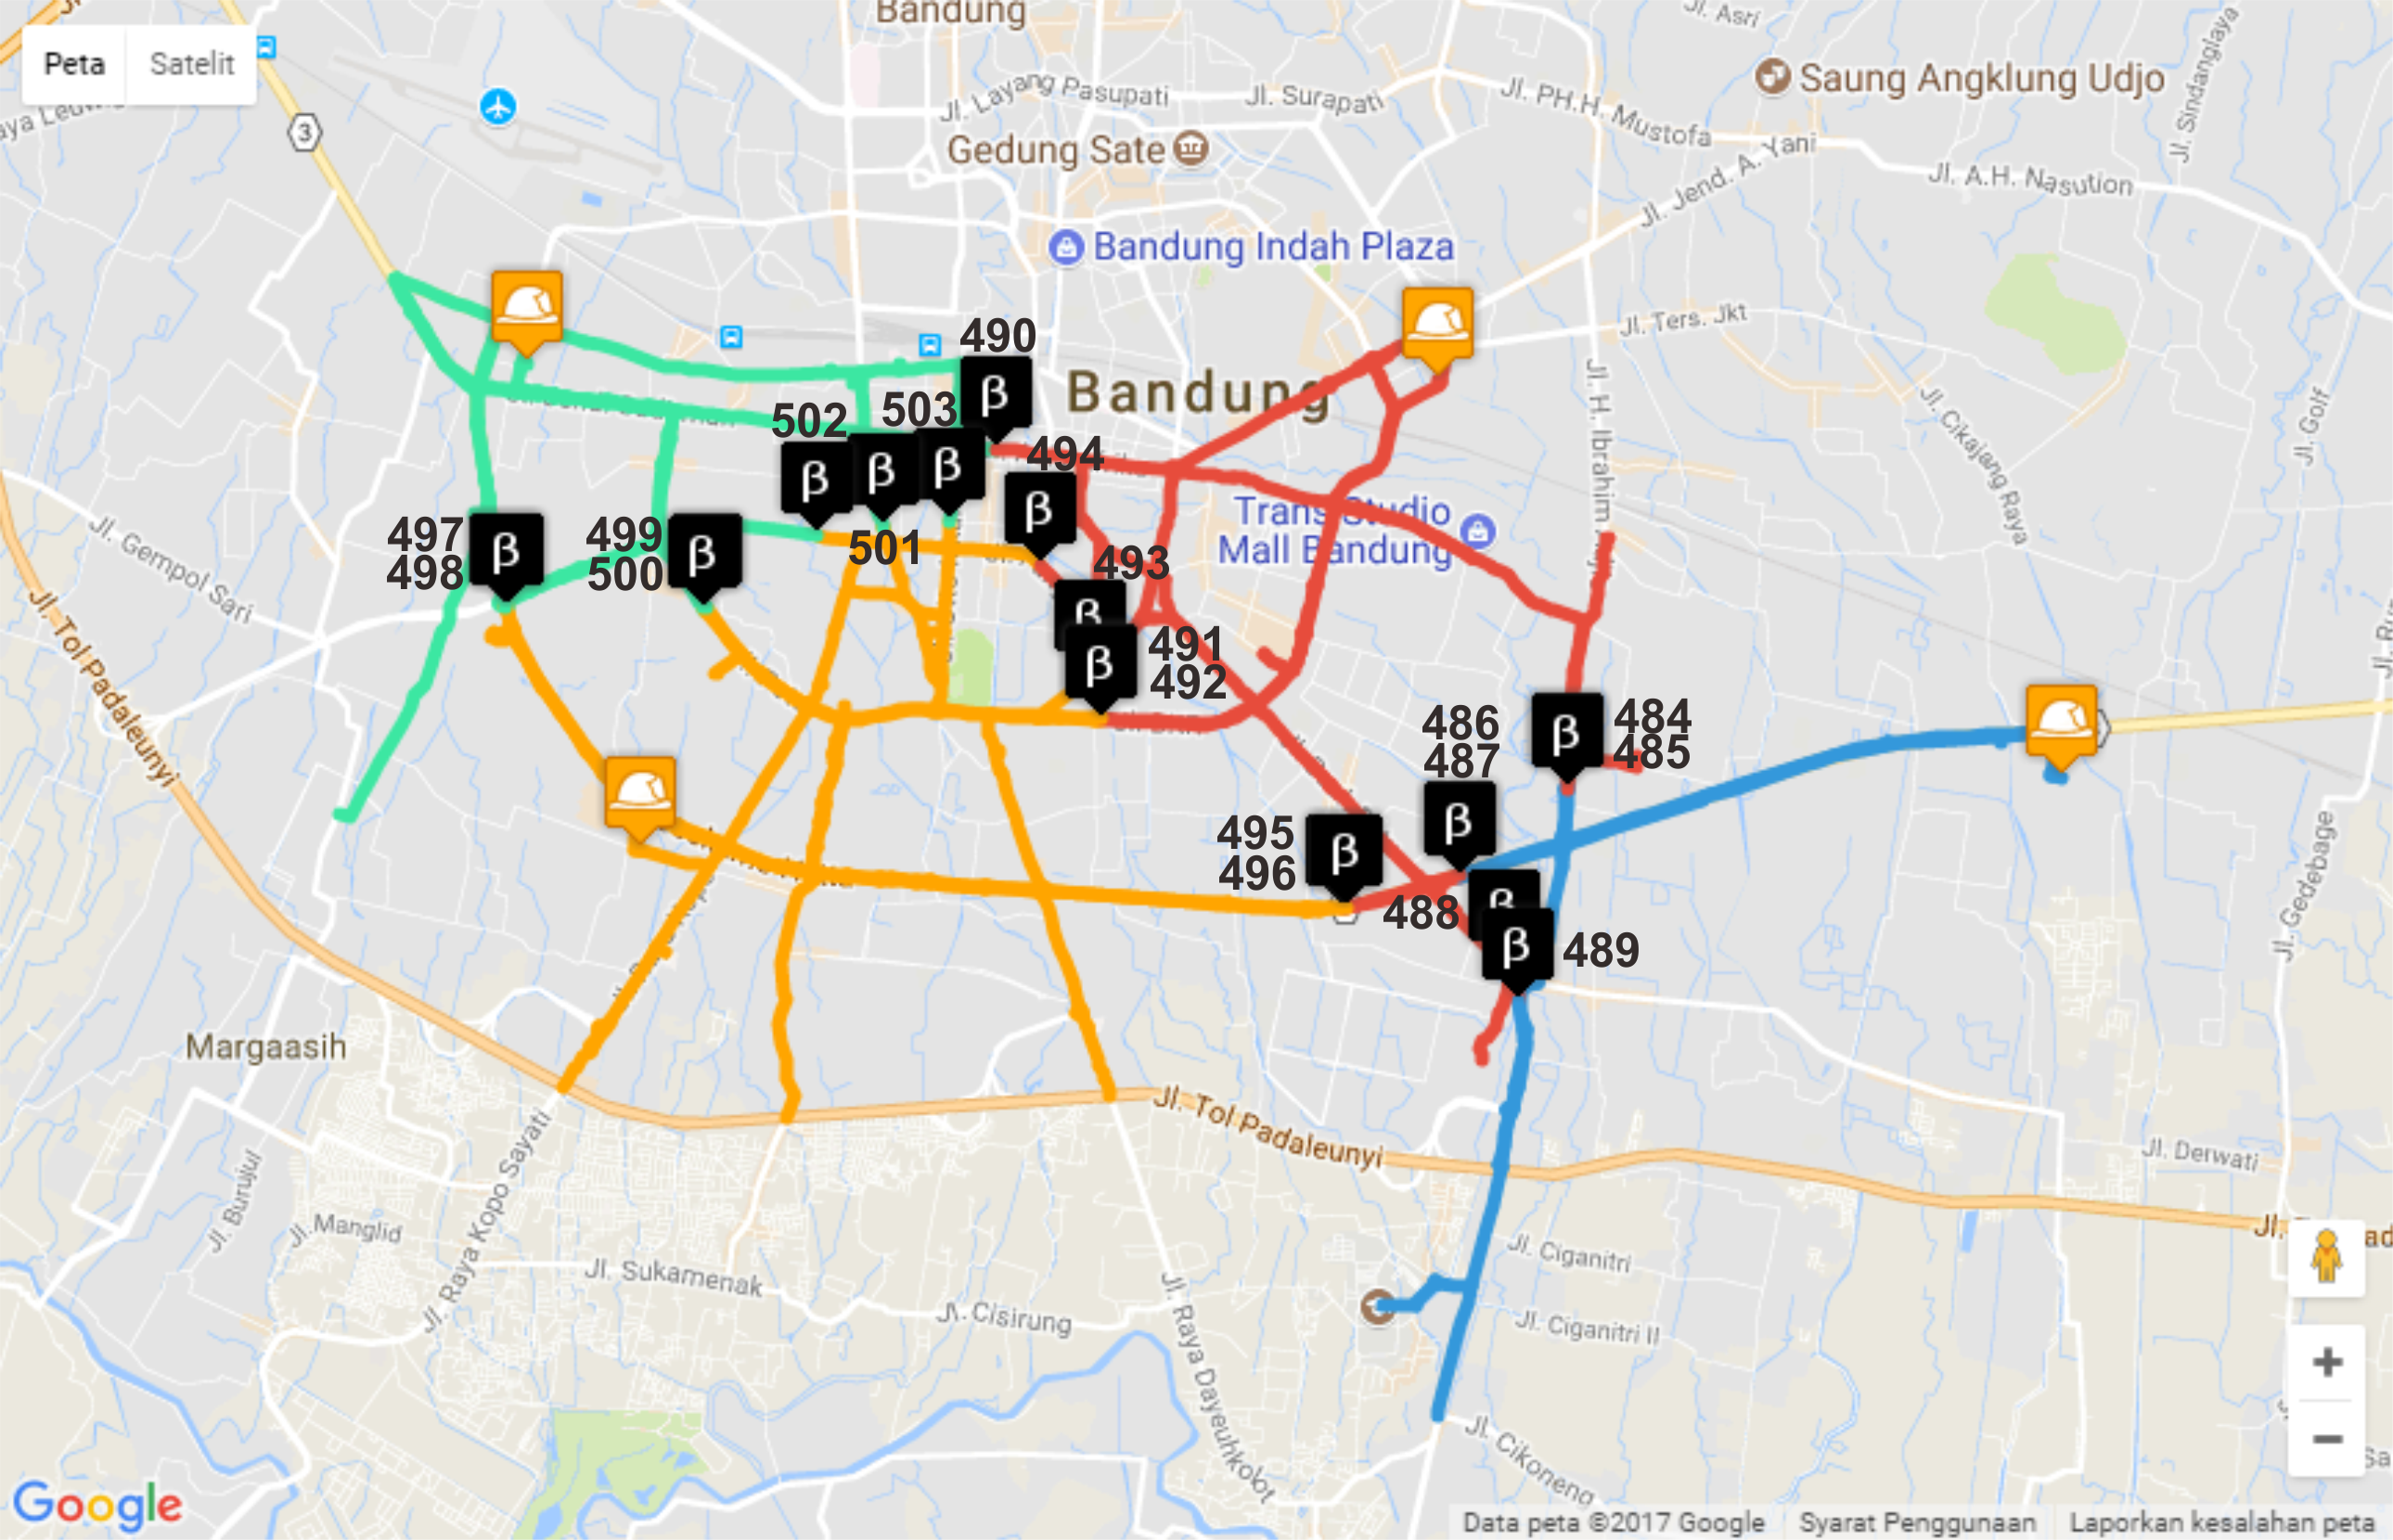 Bandung
Jl. Asri
Peta
Satelit
Jl. Sindanglaya
3
Jl. Layang Pasupati
Jl. Surapati
Jl. PH.H. Mustofa
Saung Angklung Udjo
Gedung Sate
Jl. Jend. A. Yani
Jl. A.H. Nasution
Bandung Indah Plaza
Jl. Ters. Jkt
490
β
Bandung
Jl. H. Ibrahim
Jl. Golf
Jl. Cikajang Raya
502
503
β
β
β
494
β
Trans Studio
Mall Bandung
Jl. Gempol Sari
497
498
β
499
500
β
501
493
β
Jl. Tol Padaleunyi
491
492
β
486
487
β
484
485
β
495
496
β
488
β
489
β
Jl. Gedebage
Margaasih
Jl. Tol Padaleunyi
Jl. Derwati
Jl. Burujul
Jl. Manglid
Jl. Raya Kopo Sayati
Jl. Sukamenak
Jl. Cisirung
Jl. Raya Dayeuhkolot
Jl. Ciganitri
Jl. Ciganitri II
Jl. Cikoneng
+
−
Google
Data peta ©2017 Google
Syarat Penggunaan
Laporkan kesalahan peta